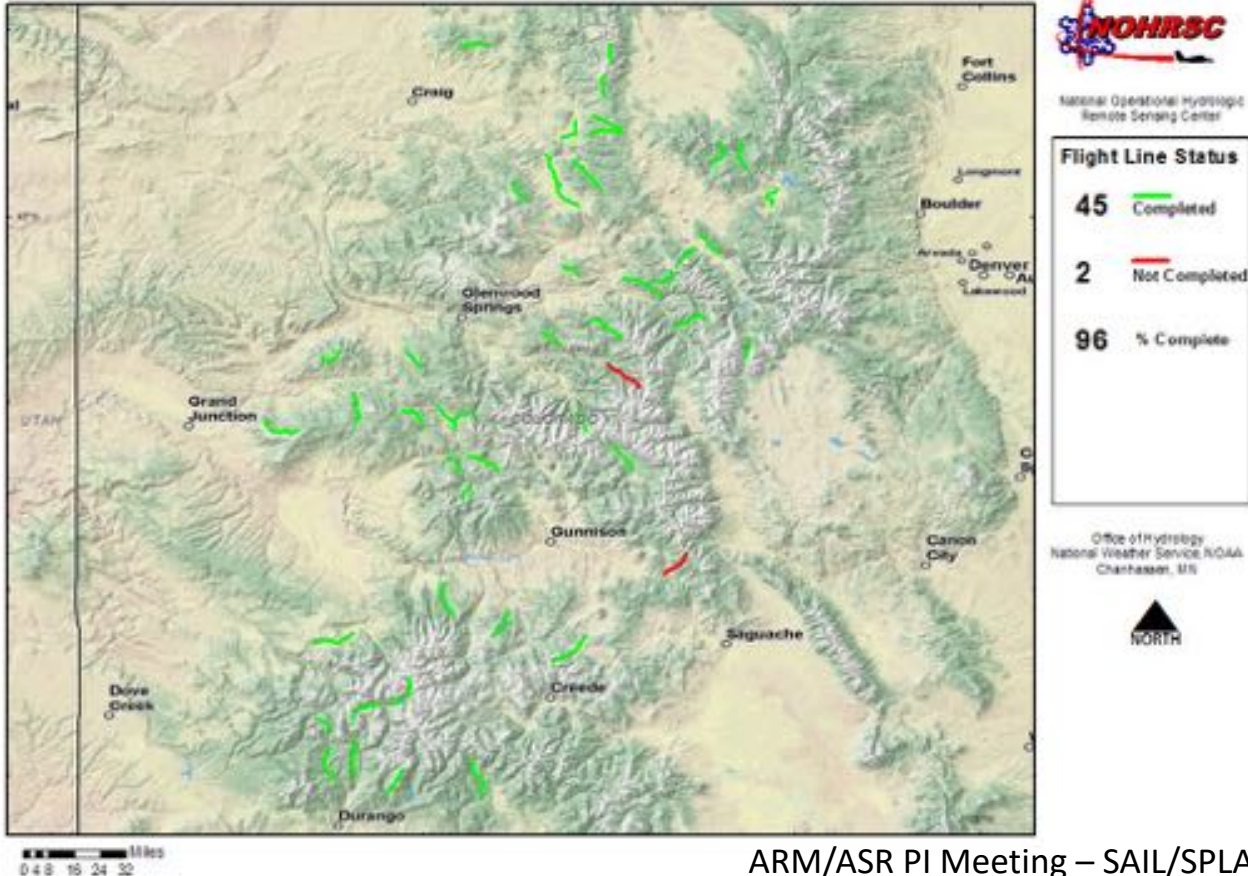 NOHRSC
National Operational Hydrologic
Remote Sensing Center
Flight Line Status
45 Completed
2 Not Completed
96 % Complete
Office of Hydrology
National Weather Service, NOAA
Chanhassen, MN
NORTH
Craig
Fort
Collins
Longmont
Boulder
Arvada
Denver
Au
Lakewood
Glenwood
Springs
Grand
Junction
UTAH
Gunnison
Canon
City
Saguache
Creede
Dove
Creek
Durango
Miles
0 4 8 16 24 32
ARM/ASR PI Meeting – SAIL/SPLA